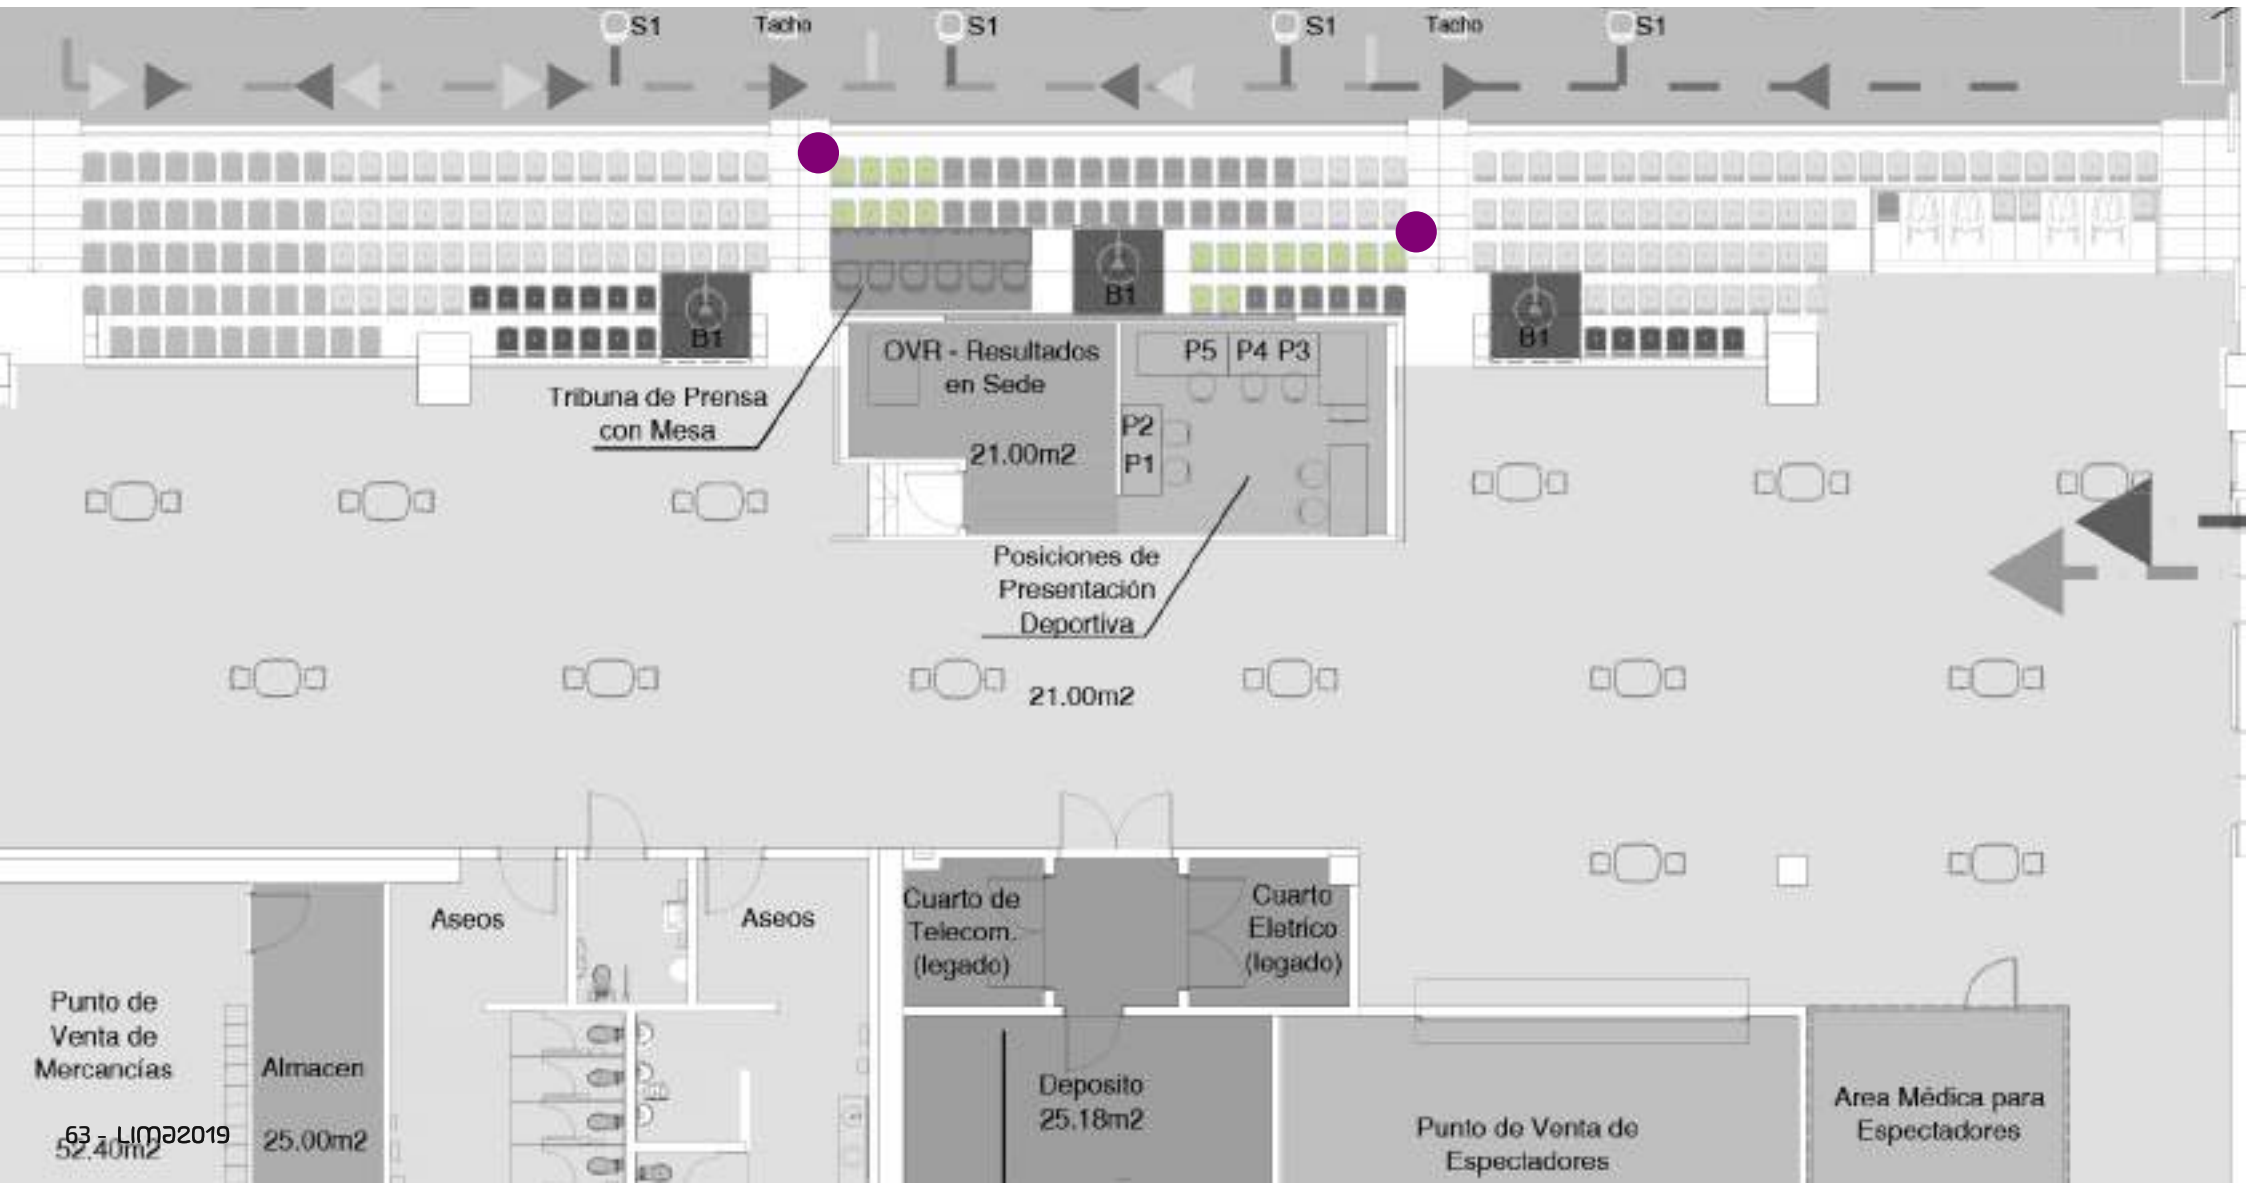 S1
Tacho
S1
S1
Tacho
S1
B1
B1
B1
OVR - Resultados
en Sede
21.00m2
P5
P4
P3
P2
P1
Tribuna de Prensa
con Mesa
Posiciones de
Presentación
Deportiva
21.00m2
Aseos
Aseos
Cuarto de
Telecom.
(legado)
Cuarto
Eletrico
(legado)
Punto de
Venta de
Mercancías
52.40m2
Almacen
25.00m2
Deposito
25.18m2
Punto de Venta de
Espectadores
Area Médica para
Espectadores
63 - LIMA2019